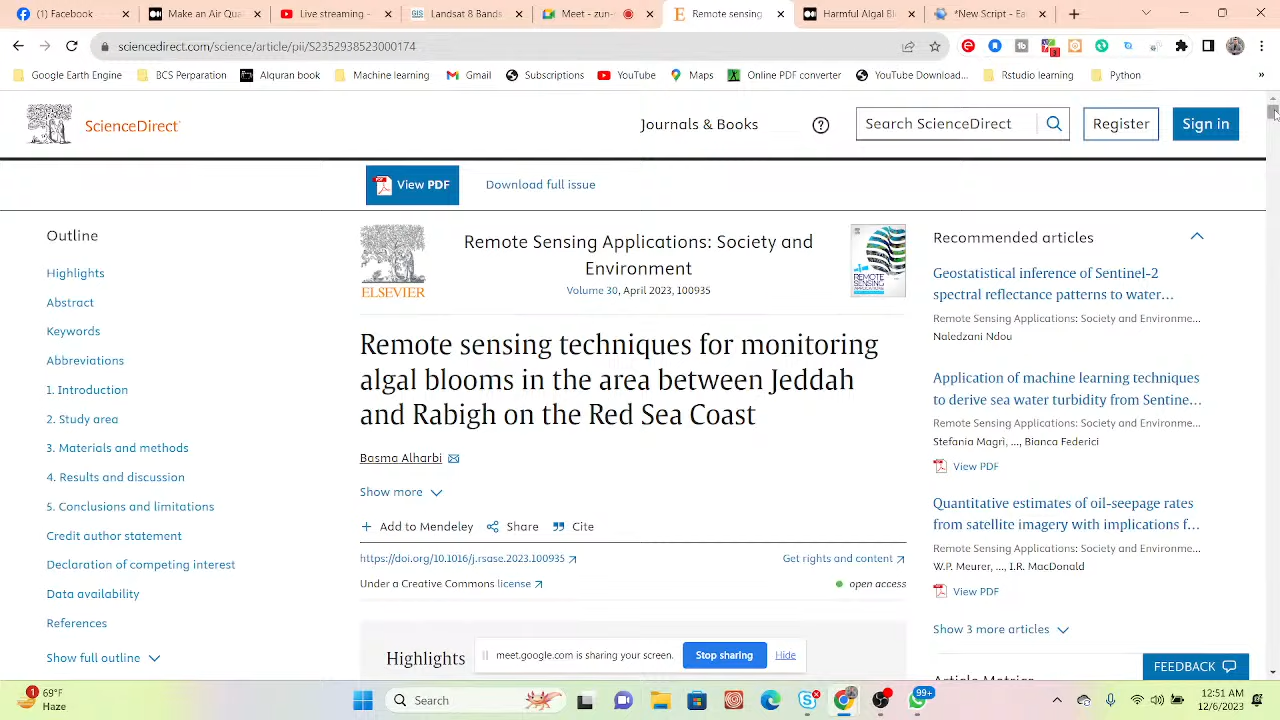 Facebook
Make an Air Qua
Live streaming -
GIS
Landsat 8 Bands
Meet - zun-
E
Remote sensing
Harmful Algal Bl
*New Script - Ea
sciencedirect.com/science/article/
Google Earth Engine
BCS Perparation
Alquran book
Machine learning
Gmail
Subscriptions
YouTube
Maps
Online PDF converter
YouTube Download...
Rstudio learning
Python
»
ScienceDirect
Journals & Books
?
Search ScienceDirect
Register
Sign in
View PDF
Download full issue
Outline
Highlights
Abstract
Keywords
Abbreviations
1. Introduction
2. Study area
3. Materials and methods
4. Results and discussion
5. Conclusions and limitations
Credit author statement
Declaration of competing interest
Data availability
References
Show full outline
ELSEVIER
Remote Sensing Applications: Society and
Environment
Volume 30, April 2023, 100935
REMOTE
SENSING
Remote sensing techniques for monitoring
algal blooms in the area between Jeddah
and Rabigh on the Red Sea Coast
Basma Alharbi
Show more
+ Add to Mendeley
Share
Cite
https://doi.org/10.1016/j.rsase.2023.100935
Get rights and content
Under a Creative Commons license
open access
Highlights
meet.google.com is sharing your screen.
Stop sharing
Hide
Recommended articles
Geostatistical inference of Sentinel-2
spectral reflectance patterns to water...
Remote Sensing Applications: Society and Environme...
Naledzani Ndou
Application of machine learning techniques
to derive sea water turbidity from Sentine...
Remote Sensing Applications: Society and Environme...
Stefania Magrì, ..., Bianca Federici
View PDF
Quantitative estimates of oil-seepage rates
from satellite imagery with implications f...
Remote Sensing Applications: Society and Environme...
W.P. Meurer, ..., I.R. MacDonald
View PDF
Show 3 more articles
Article Metrics
FEEDBACK
1
69°F
Haze
Search
99+
12:51 AM
12/6/2023